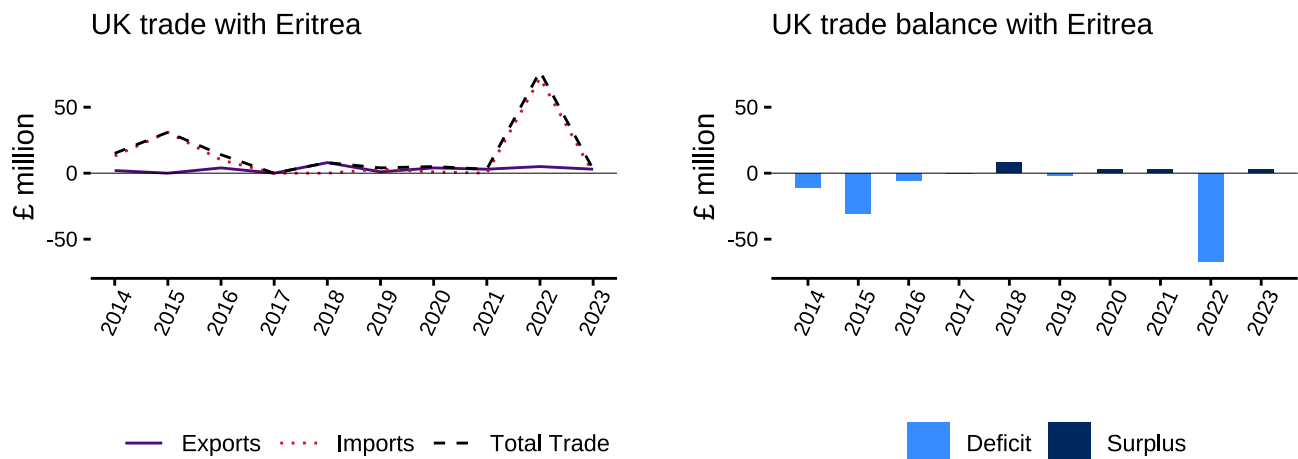 UK trade with Eritrea
£ million
50
0
-50
2014 2015 2016 2017 2018 2019 2020 2021 2022 2023
Exports Imports Total Trade
UK trade balance with Eritrea
£ million
50
0
-50
2014 2015 2016 2017 2018 2019 2020 2021 2022 2023
Deficit Surplus